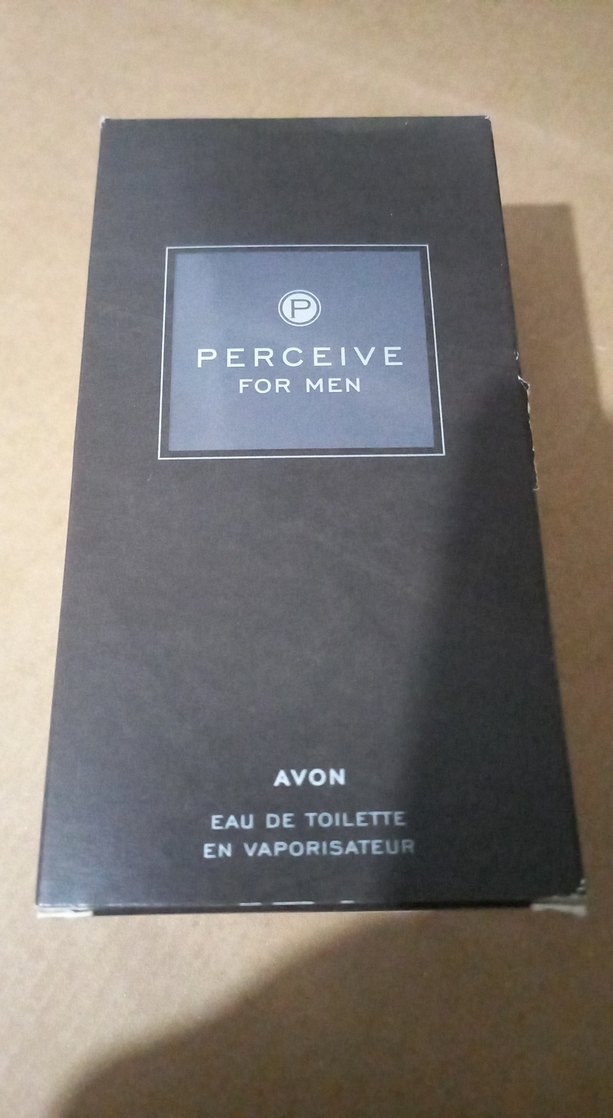 P
PERCEIVE
FOR MEN
AVON
EAU DE TOILETTE
EN VAPORISATEUR